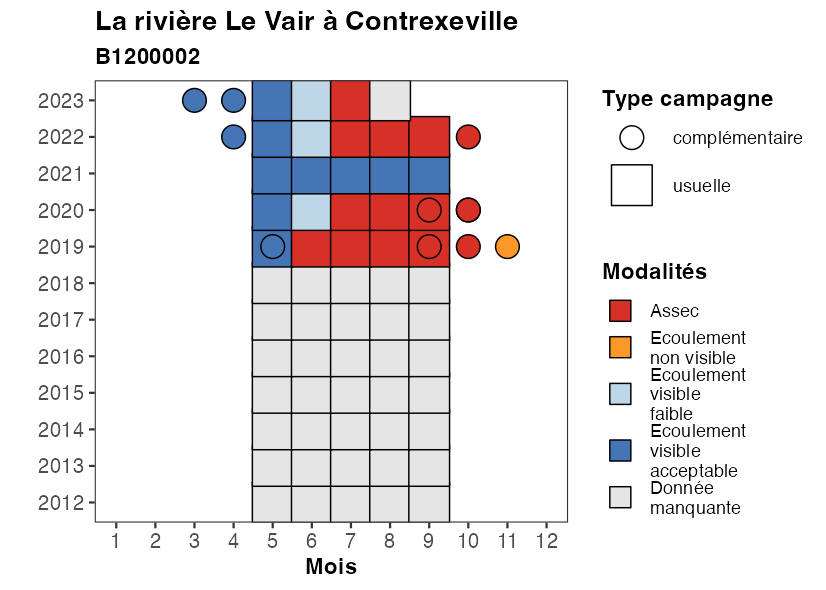 La rivière Le Vair à Contrexeville
B1200002
2023
2022
2021
2020
2019
2018
2017
2016
2015
2014
2013
2012
1 2 3 4 5 6 7 8 9 10 11 12
Mois
Type campagne
complémentaire
usuelle
Modalités
Assec
Ecoulement
non visible
Ecoulement
visible
faible
Ecoulement
visible
acceptable
Donnée
manquante